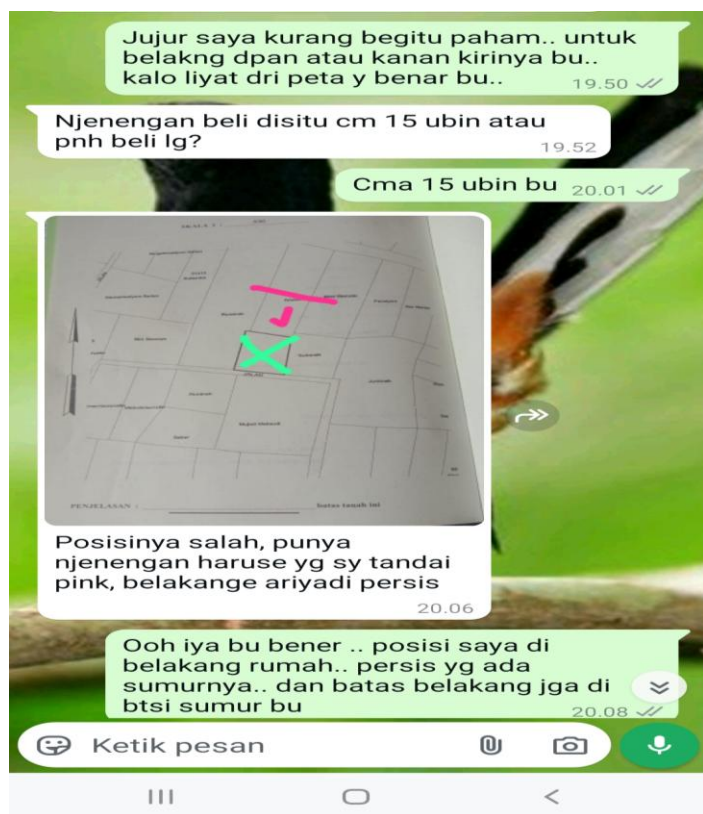 Jujur saya kurang begitu paham.. untuk
belakng dpan atau kanan kirinya bu..
kalo liyat dri peta y benar bu..
19.50
Njenengan beli disitu cm 15 ubin atau
pnh beli lg?
19.52
Cma 15 ubin bu
20.01
PENJELASAN :
batas tanah ini
Posisinya salah, punya
njenengan haruse yg sy tandai
pink, belakange ariyadi persis
20.06
Ooh iya bu bener .. posisi saya di
belakang rumah.. persis yg ada
sumurnya.. dan batas belakang jga di
btsi sumur bu
20.08
Ketik pesan